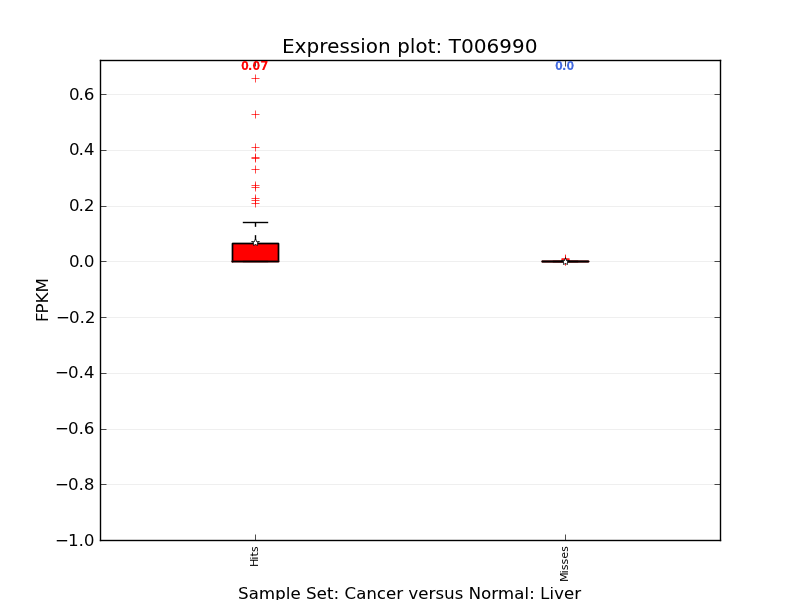 Expression plot: T006990
0.07
0.0
0.6
0.4
0.2
0.0
−0.2
−0.4
−0.6
−0.8
−1.0
FPKM
Hits
Misses
Sample Set: Cancer versus Normal: Liver